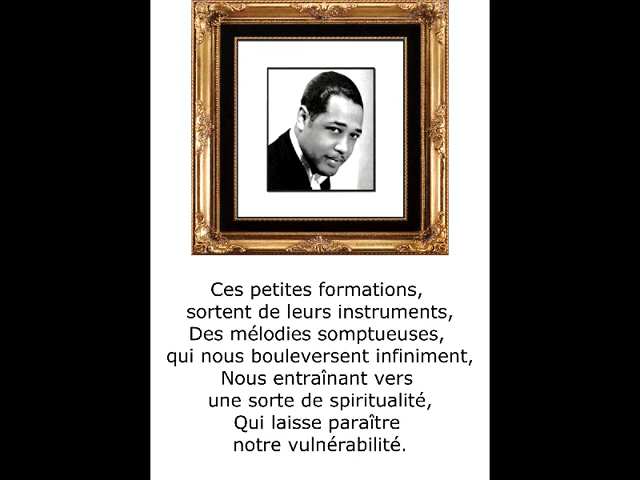 Ces petites formations,
sortent de leurs instruments,
Des mélodies somptueuses,
qui nous bouleversent infiniment,
Nous entraînant vers
une sorte de spiritualité,
Qui laisse paraître
notre vulnérabilité.